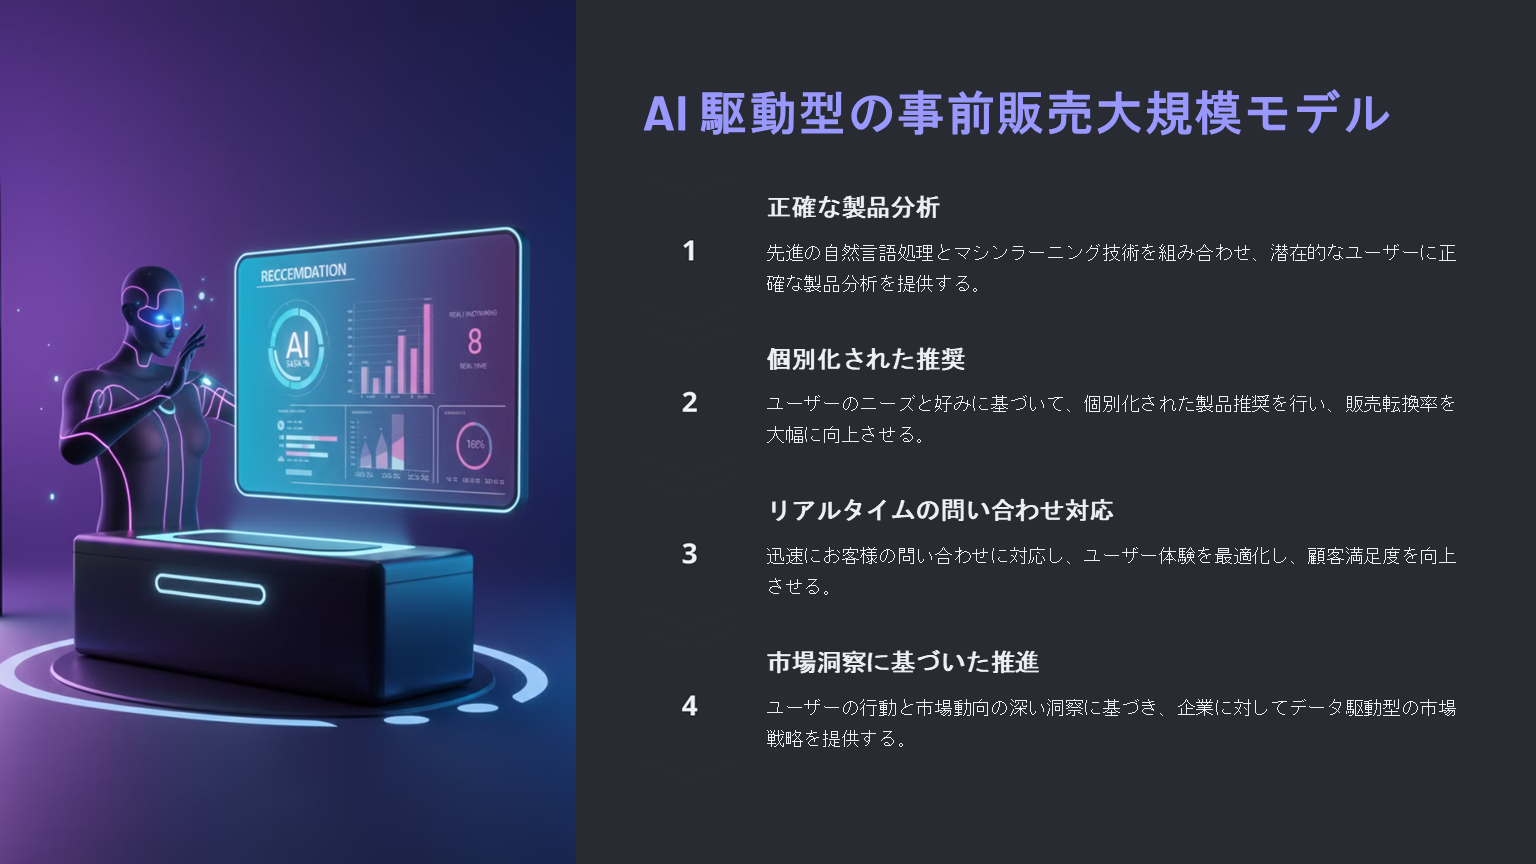 AI 駆動型の事前販売大規模モデル
正確な製品分析
1
先進の自然言語処理とマシンラーニング技術を組み合わせ、潜在的なユーザーに正
確な製品分析を提供する。
個別化された推奨
2
ユーザーのニーズと好みに基づいて、個別化された製品推奨を行い、販売転換率を
大幅に向上させる。
リアルタイムの問い合わせ対応
3
迅速にお客様の問い合わせに対応し、ユーザー体験を最適化し、顧客満足度を向上
させる。
市場洞察に基づいた推進
4
ユーザーの行動と市場動向の深い洞察に基づき、企業に対してデータ駆動型の市場
戦略を提供する。
RECCEMDATION
AI
8